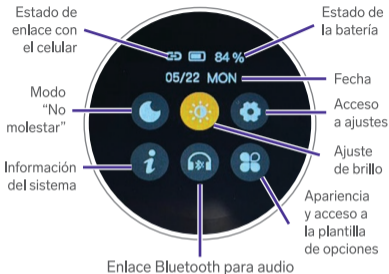 Estado de
enlace con
el celular
Estado de
la batería
84 %
05/22 MON
Fecha
Modo
“No
molestar”
Acceso
a ajustes
Ajuste
de brillo
i
Información
del sistema
Apariencia
y acceso a
la plantilla
de opciones
Enlace Bluetooth para audio